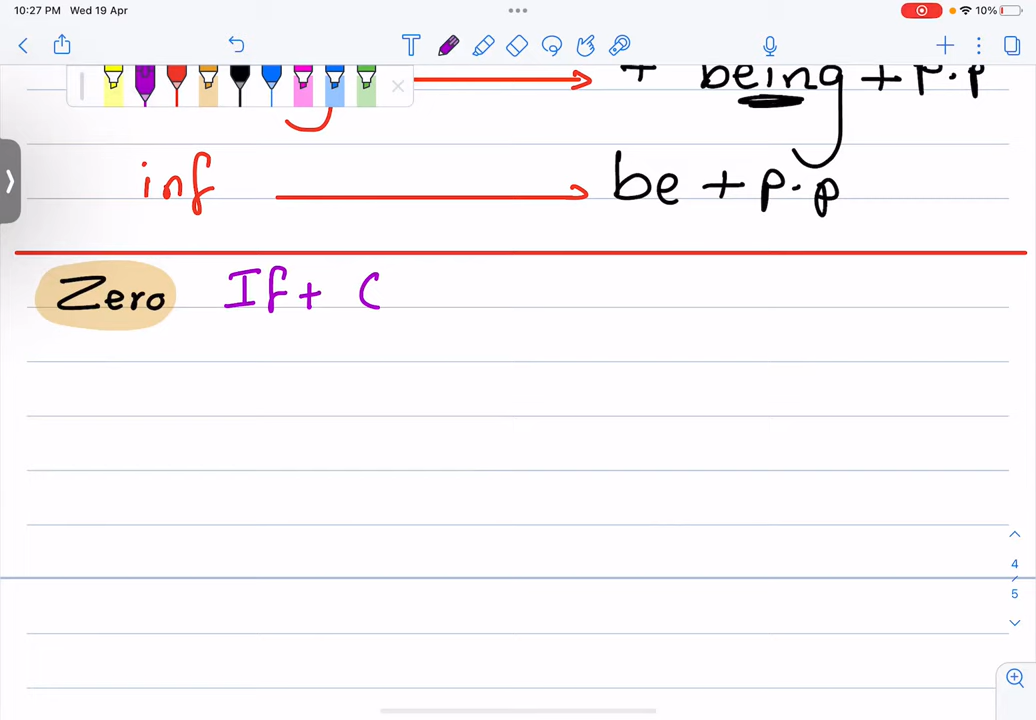 10:27 PM Wed 19 Apr 10%
+ being + p.p
inf be + p.p
Zero If + C
4
/
5